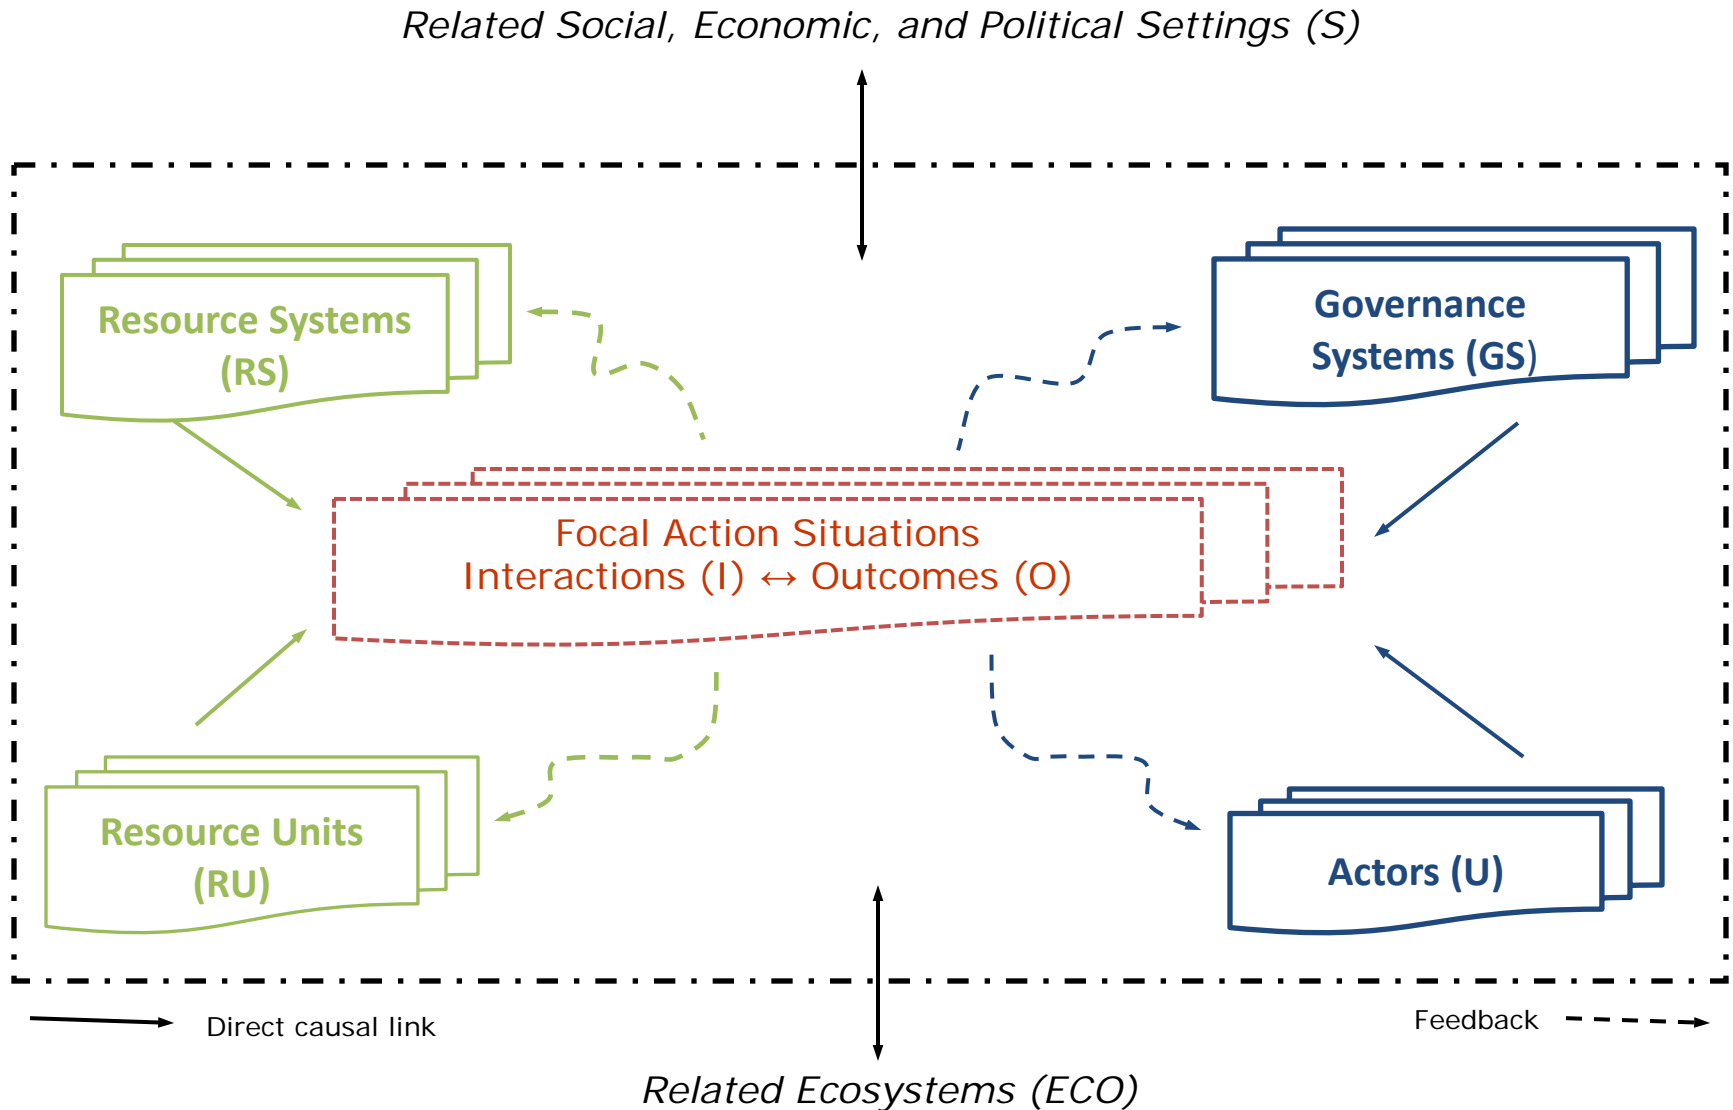 Related Social, Economic, and Political Settings (S)
Resource Systems
(RS)
Governance
Systems (GS)
Focal Action Situations
Interactions (I) ↔ Outcomes (O)
Resource Units
(RU)
Actors (U)
Direct causal link
Feedback
Related Ecosystems (ECO)